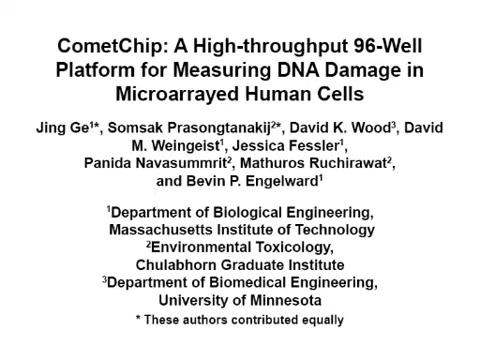 CometChip: A High-throughput 96-Well
Platform for Measuring DNA Damage in
Microarrayed Human Cells
Jing Ge¹*, Somsak Prasongtanakij²*, David K. Wood³, David
M. Weingeist¹, Jessica Fessler¹,
Panida Navasummrit², Mathuros Ruchirawat²,
and Bevin P. Engelward¹
¹Department of Biological Engineering,
Massachusetts Institute of Technology
²Environmental Toxicology,
Chulabhorn Graduate Institute
³Department of Biomedical Engineering,
University of Minnesota
* These authors contributed equally